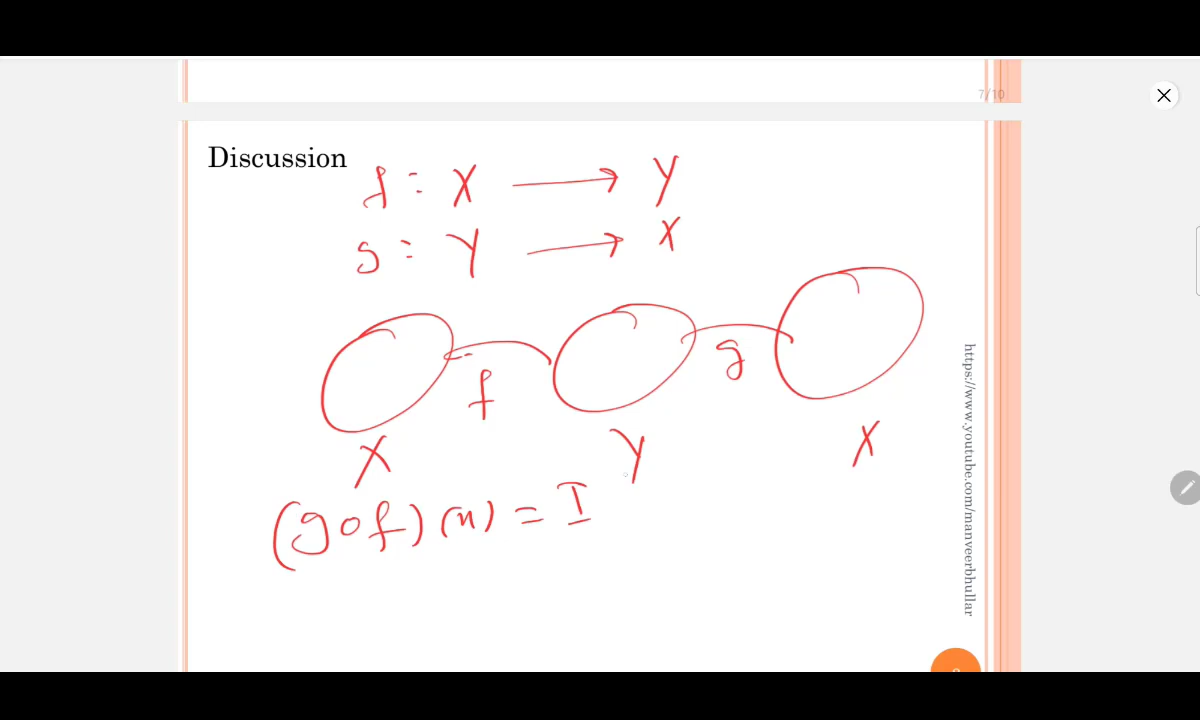 7/10
Discussion
f : X → Y
g : Y → X
f
g
X
Y
X
(gof) (x) = I
https://www.youtube.com/manveerbhullar